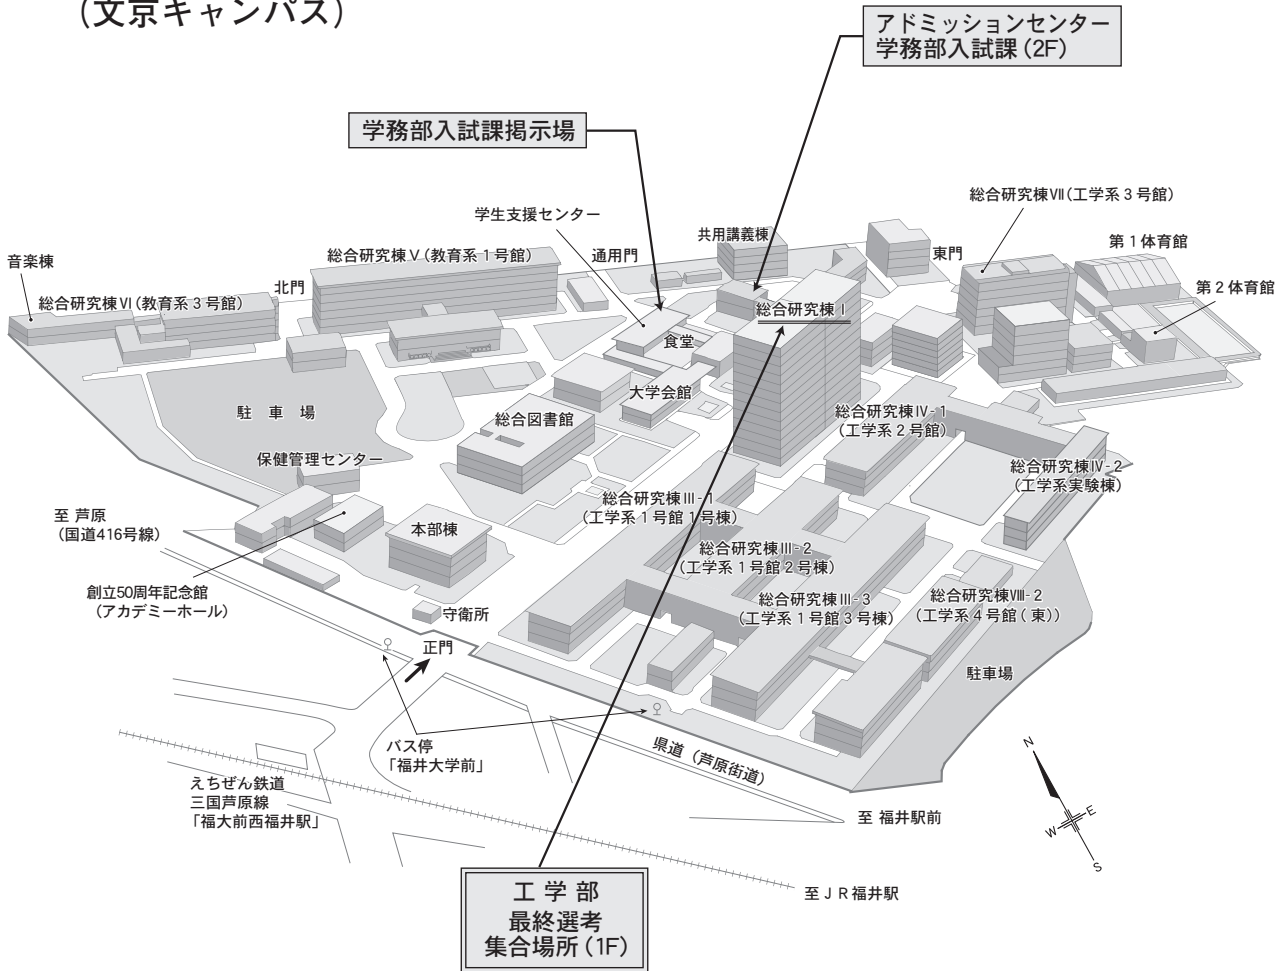 （文京キャンパス）
アドミッションセンター
学務部入試課(2F)
学務部入試課掲示場
総合研究棟Ⅶ(工学系３号館)
学生支援センター
共用講義棟
東門
第１体育館
音楽棟
総合研究棟Ⅴ(教育系１号館)
通用門
北門
総合研究棟Ⅵ(教育系３号館)
第２体育館
総合研究棟Ⅰ
食堂
大学会館
駐 車 場
総合図書館
総合研究棟Ⅳ-1
(工学系２号館)
保健管理センター
総合研究棟Ⅳ-2
(工学系実験棟)
総合研究棟Ⅲ-1
(工学系１号館１号棟)
至 芦原
(国道416号線)
本部棟
総合研究棟Ⅲ-2
(工学系１号館２号棟)
創立50周年記念館
(アカデミーホール)
総合研究棟Ⅲ-3
(工学系１号館３号棟)
総合研究棟Ⅷ-2
(工学系４号館(東))
守衛所
正門
駐車場
バス停
「福井大学前」
県道（芦原街道）
えちぜん鉄道
三国芦原線
「福大前西福井駅」
至 福井駅前
N
E
W
S
至ＪＲ福井駅
工 学 部
最終選考
集合場所(1F)